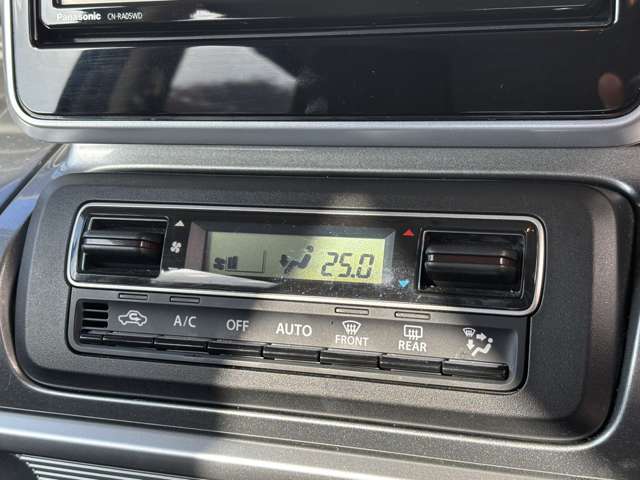 Panasonic CN-RA05WD
25.0
A/C OFF AUTO FRONT REAR